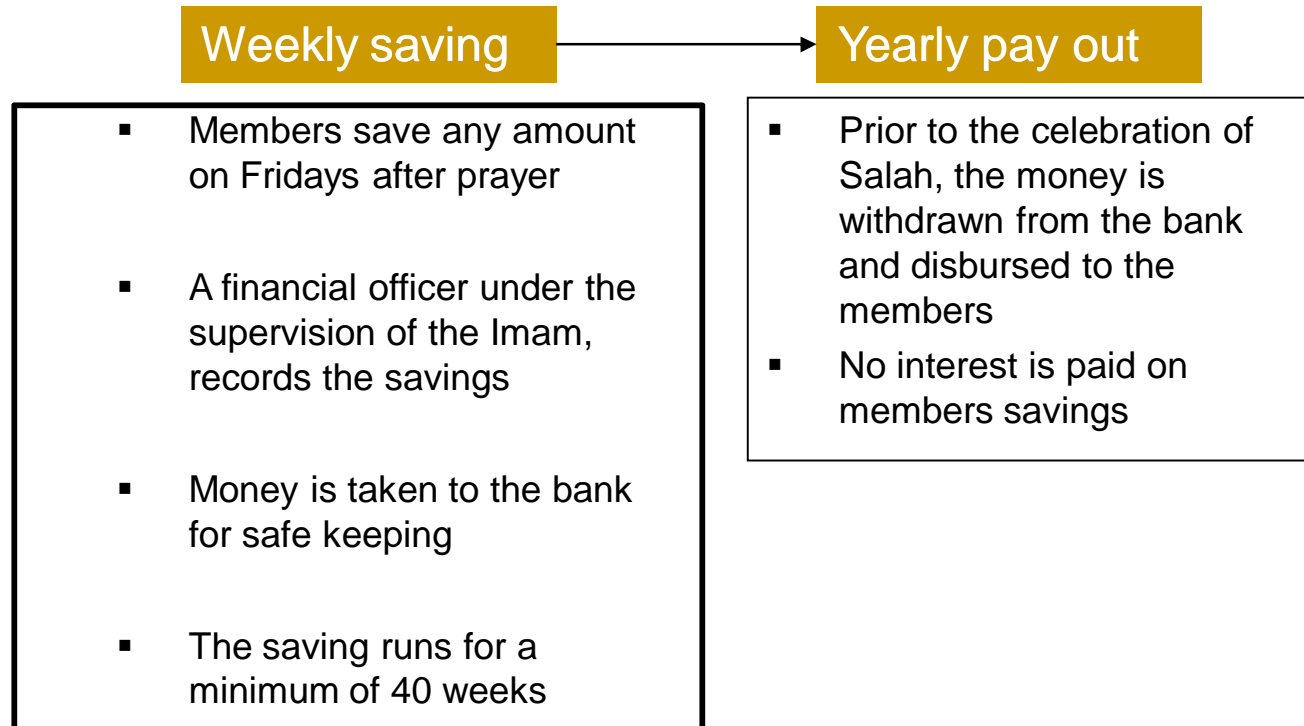 Weekly saving
Yearly pay out
▪ Members save any amount
on Fridays after prayer
▪ A financial officer under the
supervision of the Imam,
records the savings
▪ Money is taken to the bank
for safe keeping
▪ The saving runs for a
minimum of 40 weeks
▪ Prior to the celebration of
Salah, the money is
withdrawn from the bank
and disbursed to the
members
▪ No interest is paid on
members savings